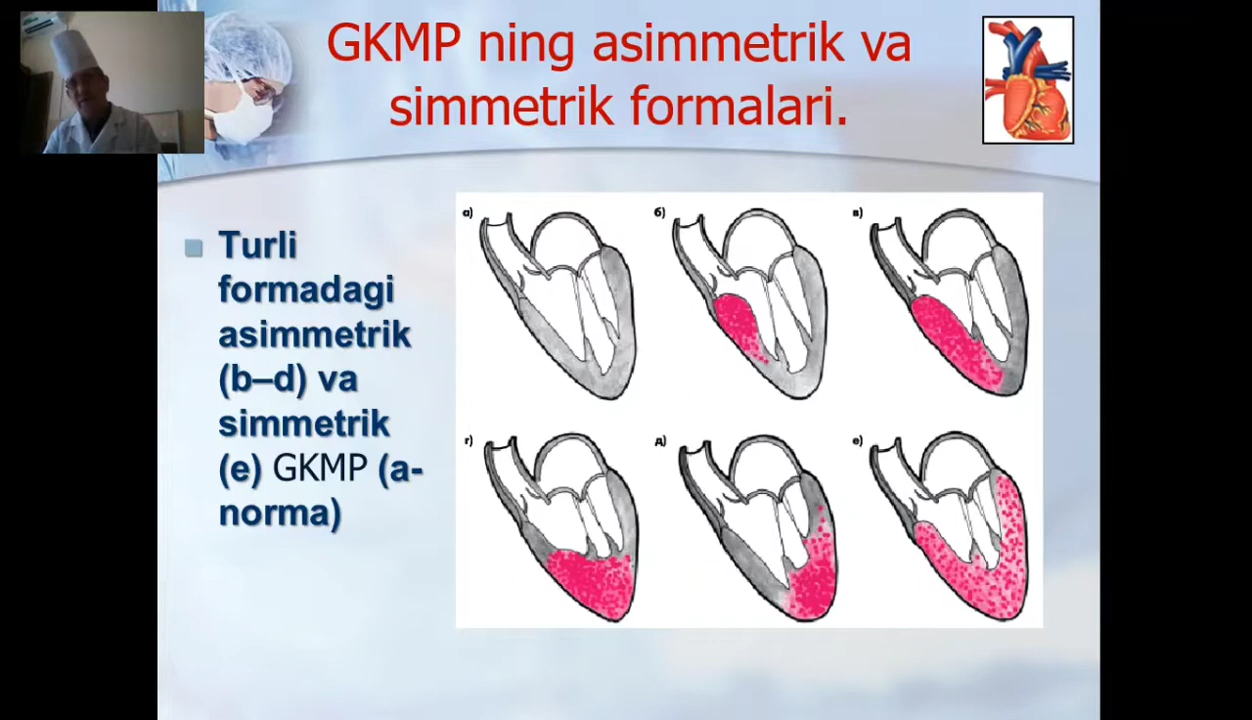 GKMP ning asimmetrik va
simmetrik formalari.
Turli
formadagi
asimmetrik
(b–d) va
simmetrik
(e) GKMP (a-
norma)
а)
б)
в)
г)
д)
е)